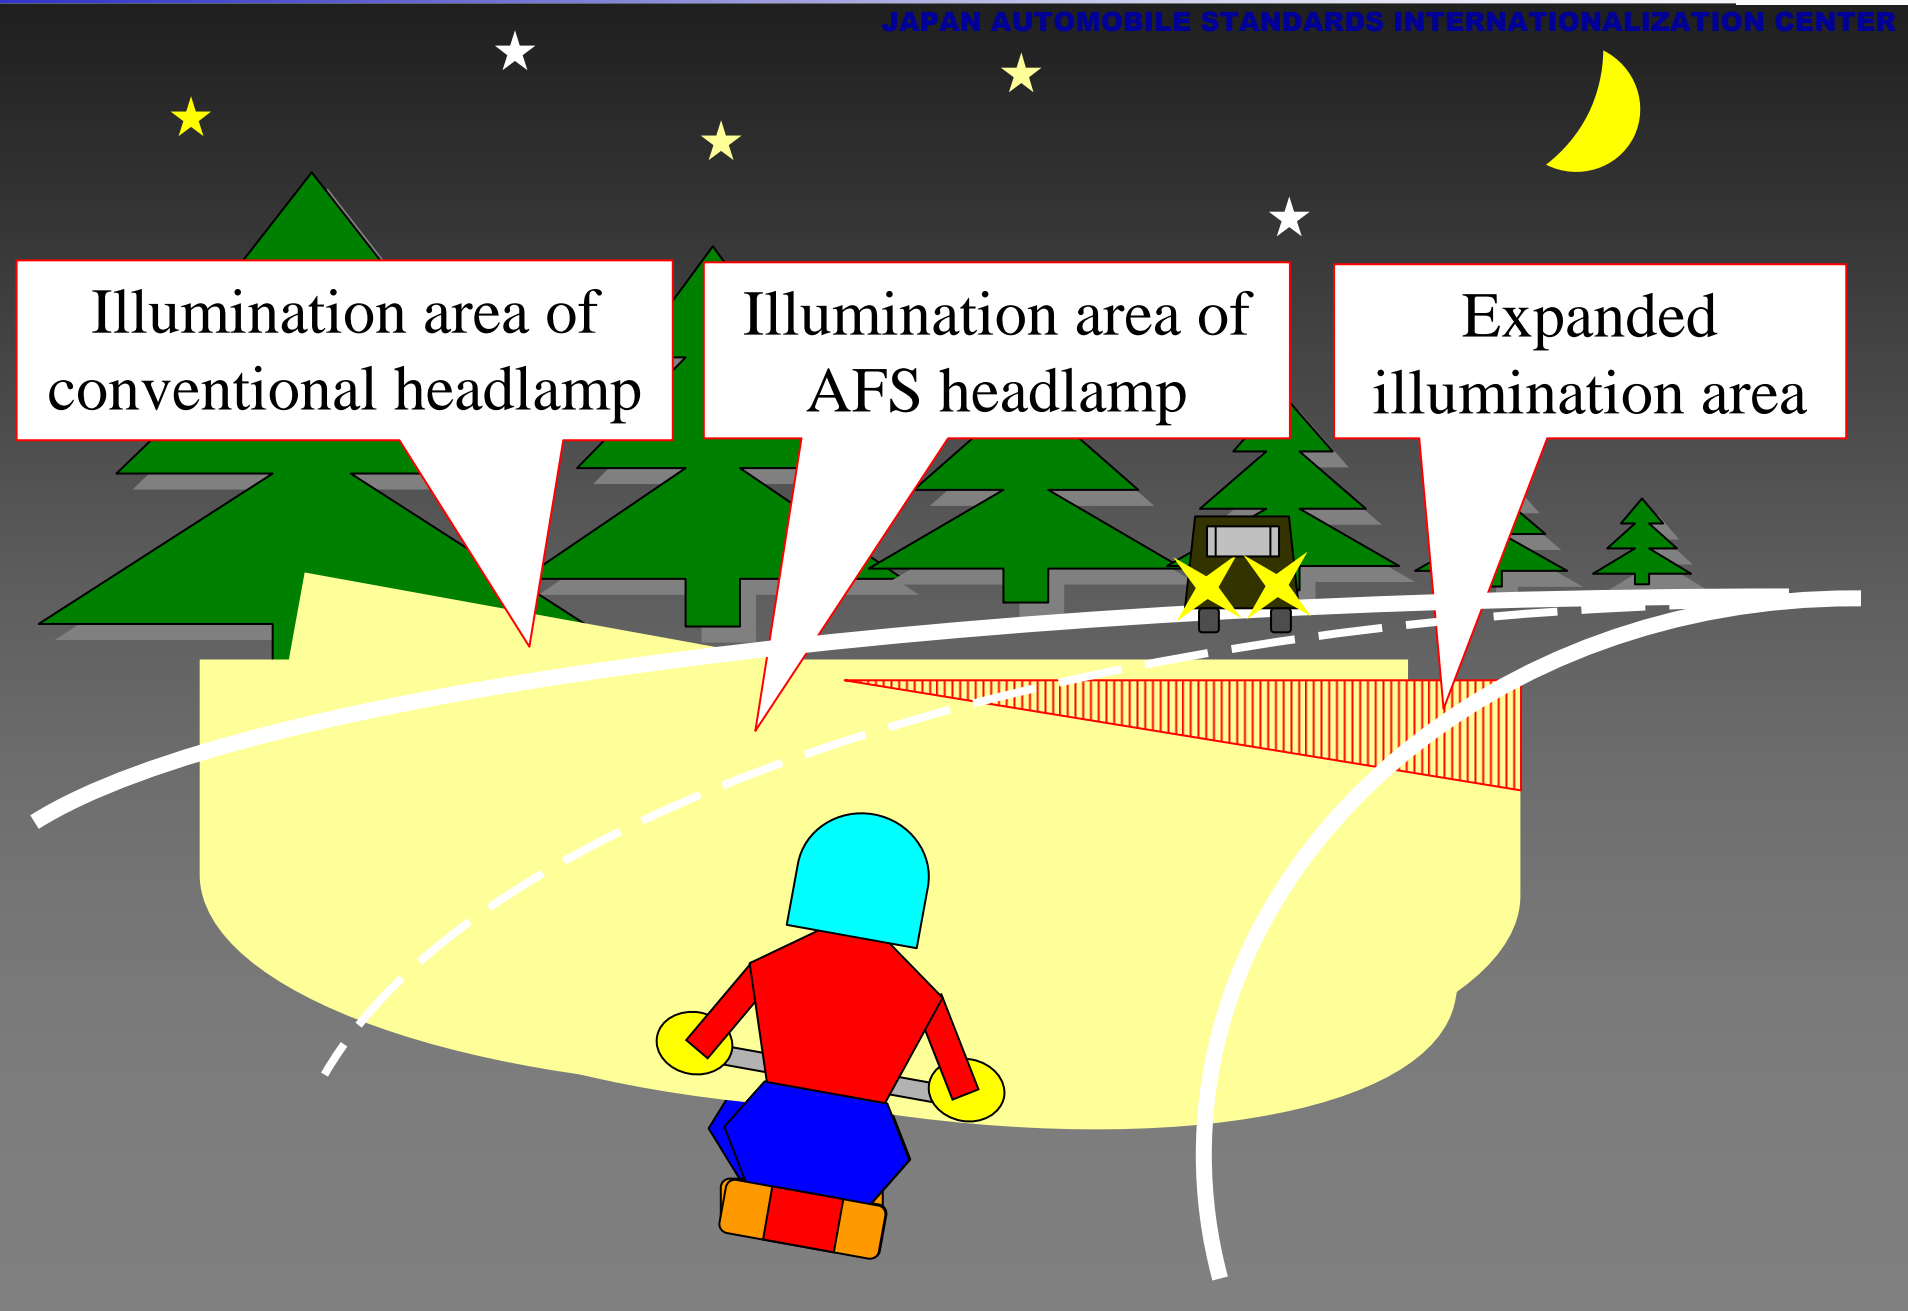 JAPAN AUTOMOBILE STANDARDS INTERNATIONALIZATION CENTER
Illumination area of
conventional headlamp
Illumination area of
AFS headlamp
Expanded
illumination area